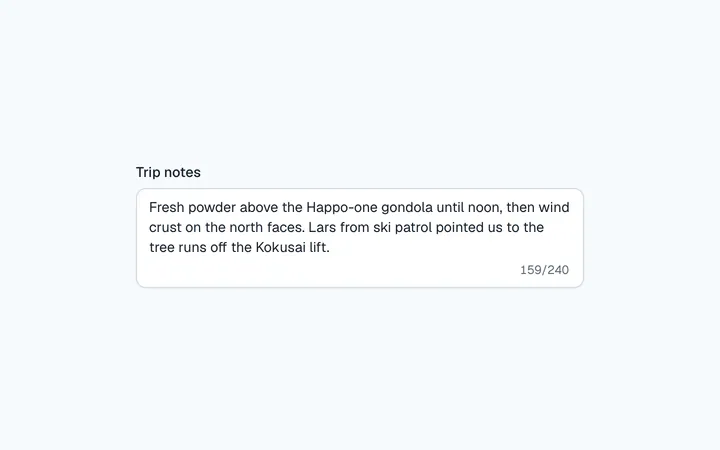 Trip notes
Fresh powder above the Happo-one gondola until noon, then wind
crust on the north faces. Lars from ski patrol pointed us to the
tree runs off the Kokusai lift.
159/240